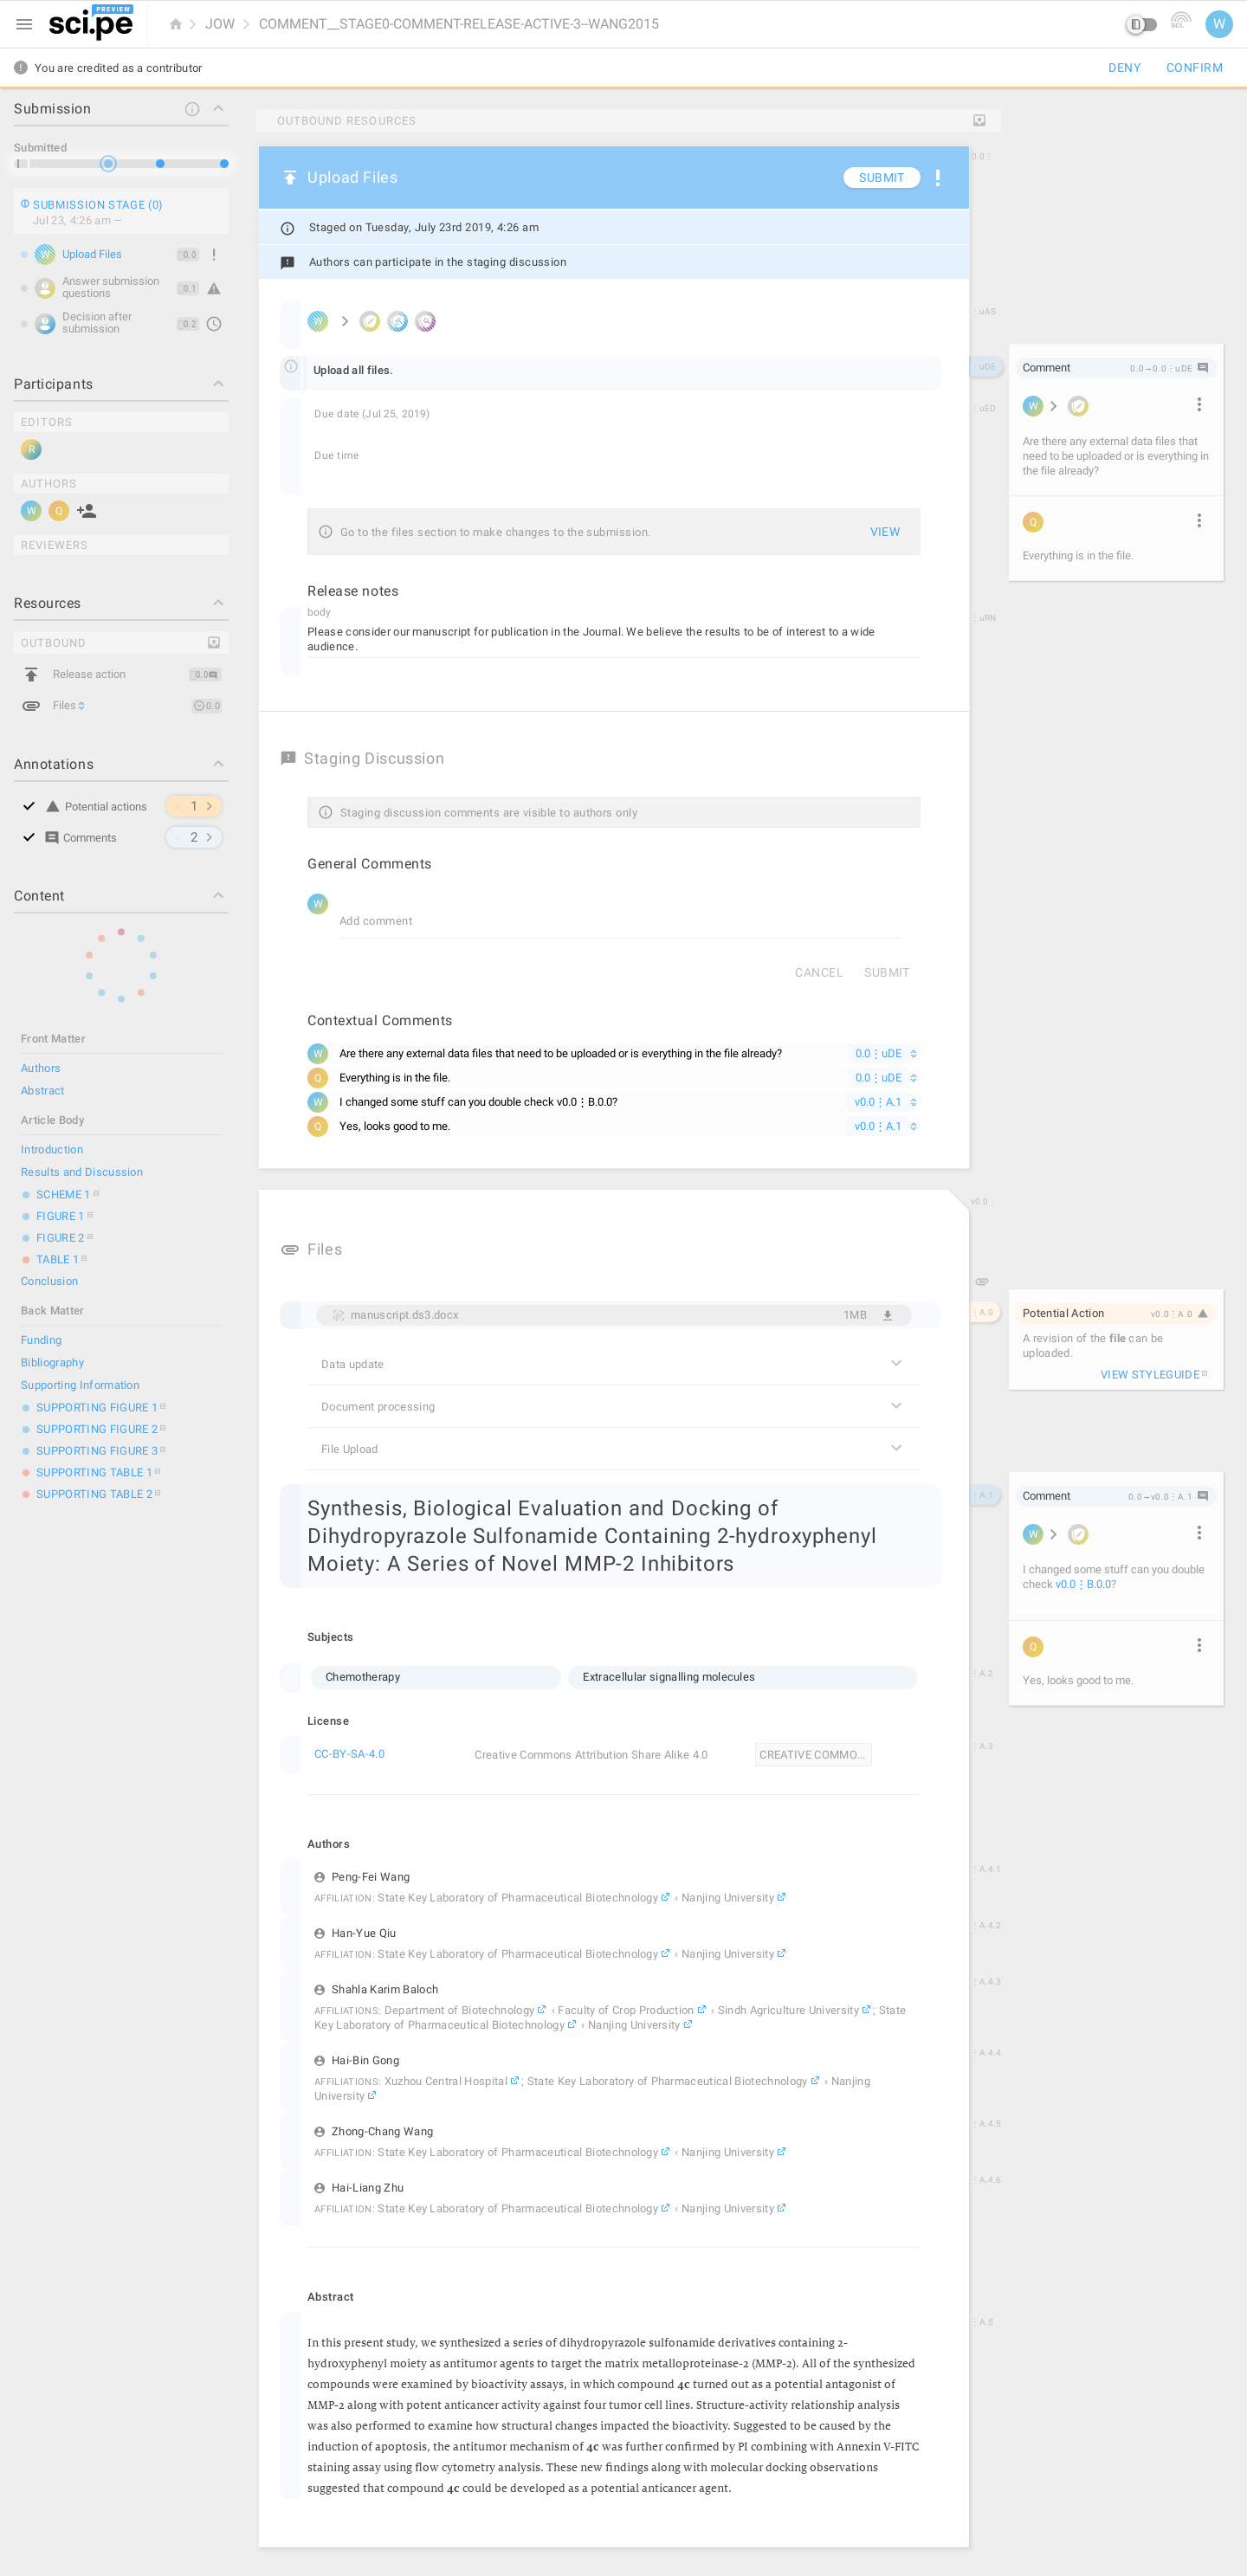 sci.pe PREVIEW
JOW COMMENT__STAGE0-COMMENT-RELEASE-ACTIVE-3--WANG2015
SCL W
You are credited as a contributor DENY CONFIRM
Submission
Submitted
SUBMISSION STAGE (0)
Jul 23, 4:26 am —
W Upload Files 0.0
Answer submission
questions 0.1
Decision after
submission 0.2
Participants
EDITORS
R
AUTHORS
W Q
REVIEWERS
Resources
OUTBOUND
Release action 0.0
Files 0.0
Annotations
Potential actions 1
Comments 2
Content
Front Matter
Authors
Abstract
Article Body
Introduction
Results and Discussion
SCHEME 1
FIGURE 1
FIGURE 2
TABLE 1
Conclusion
Back Matter
Funding
Bibliography
Supporting Information
SUPPORTING FIGURE 1
SUPPORTING FIGURE 2
SUPPORTING FIGURE 3
SUPPORTING TABLE 1
SUPPORTING TABLE 2
OUTBOUND RESOURCES
Upload Files SUBMIT
0.0⋮
Staged on Tuesday, July 23rd 2019, 4:26 am
Authors can participate in the staging discussion
W
⋮uAS
Upload all files.
⋮uDE
Due date (Jul 25, 2019)
⋮uED
Due time
Go to the files section to make changes to the submission. VIEW
Release notes
body
⋮uRN
Please consider our manuscript for publication in the Journal. We believe the results to be of interest to a wide
audience.
Staging Discussion
Staging discussion comments are visible to authors only
General Comments
W
Add comment
CANCEL SUBMIT
Contextual Comments
W Are there any external data files that need to be uploaded or is everything in the file already? 0.0⋮uDE
Q Everything is in the file. 0.0⋮uDE
W I changed some stuff can you double check v0.0⋮B.0.0? v0.0⋮A.1
Q Yes, looks good to me. v0.0⋮A.1
v0.0⋮
Files
manuscript.ds3.docx 1MB
⋮A.0
Data update
Document processing
File Upload
⋮A.1
Synthesis, Biological Evaluation and Docking of
Dihydropyrazole Sulfonamide Containing 2-hydroxyphenyl
Moiety: A Series of Novel MMP-2 Inhibitors
Subjects
Chemotherapy Extracellular signalling molecules
⋮A.2
License
CC-BY-SA-4.0 Creative Commons Attribution Share Alike 4.0 CREATIVE COMMO...
⋮A.3
Authors
Peng-Fei Wang
⋮A.4.1
AFFILIATION: State Key Laboratory of Pharmaceutical Biotechnology ‹ Nanjing University
Han-Yue Qiu
⋮A.4.2
AFFILIATION: State Key Laboratory of Pharmaceutical Biotechnology ‹ Nanjing University
Shahla Karim Baloch
⋮A.4.3
AFFILIATIONS: Department of Biotechnology ‹ Faculty of Crop Production ‹ Sindh Agriculture University ; State
Key Laboratory of Pharmaceutical Biotechnology ‹ Nanjing University
Hai-Bin Gong
⋮A.4.4
AFFILIATIONS: Xuzhou Central Hospital ; State Key Laboratory of Pharmaceutical Biotechnology ‹ Nanjing
University
Zhong-Chang Wang
⋮A.4.5
AFFILIATION: State Key Laboratory of Pharmaceutical Biotechnology ‹ Nanjing University
Hai-Liang Zhu
⋮A.4.6
AFFILIATION: State Key Laboratory of Pharmaceutical Biotechnology ‹ Nanjing University
Abstract
⋮A.5
In this present study, we synthesized a series of dihydropyrazole sulfonamide derivatives containing 2-
hydroxyphenyl moiety as antitumor agents to target the matrix metalloproteinase-2 (MMP-2). All of the synthesized
compounds were examined by bioactivity assays, in which compound 4c turned out as a potential antagonist of
MMP-2 along with potent anticancer activity against four tumor cell lines. Structure-activity relationship analysis
was also performed to examine how structural changes impacted the bioactivity. Suggested to be caused by the
induction of apoptosis, the antitumor mechanism of 4c was further confirmed by PI combining with Annexin V-FITC
staining assay using flow cytometry analysis. These new findings along with molecular docking observations
suggested that compound 4c could be developed as a potential anticancer agent.
Comment 0.0→0.0⋮uDE
W
Are there any external data files that
need to be uploaded or is everything in
the file already?
Q
Everything is in the file.
Potential Action v0.0⋮A.0
A revision of the file can be
uploaded.
VIEW STYLEGUIDE
Comment 0.0→v0.0⋮A.1
W
I changed some stuff can you double
check v0.0⋮B.0.0?
Q
Yes, looks good to me.